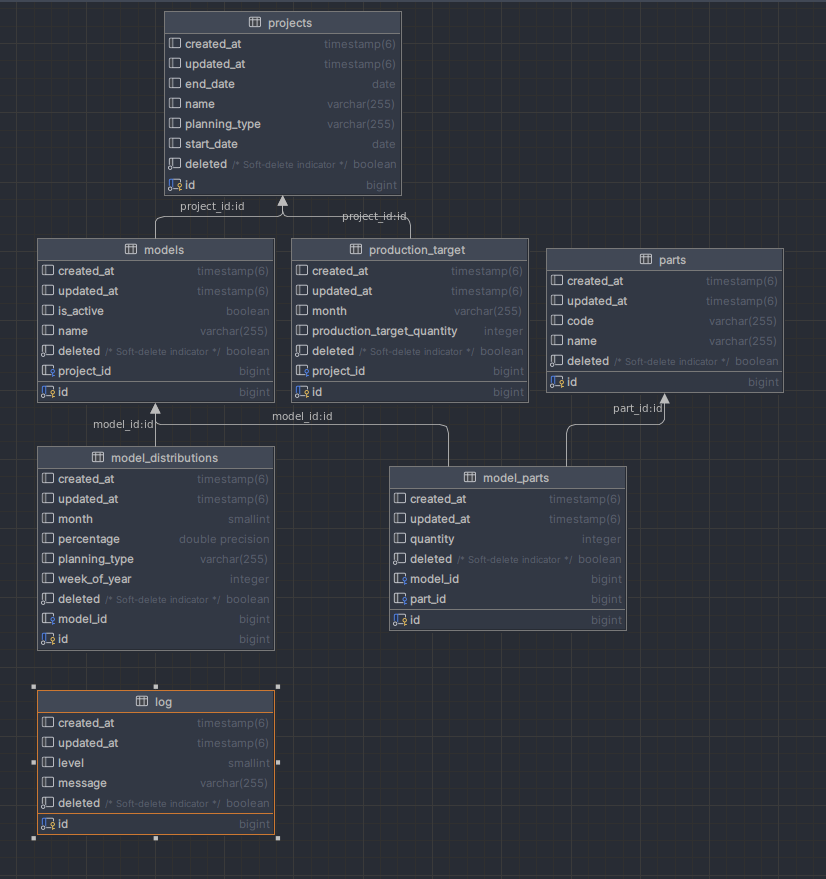 projects
created_at timestamp(6)
updated_at timestamp(6)
end_date date
name varchar(255)
planning_type varchar(255)
start_date date
deleted /* Soft-delete indicator */ boolean
id bigint
project_id:id
project_id:id
models
created_at timestamp(6)
updated_at timestamp(6)
is_active boolean
name varchar(255)
deleted /* Soft-delete indicator */ boolean
project_id bigint
id bigint
production_target
created_at timestamp(6)
updated_at timestamp(6)
month varchar(255)
production_target_quantity integer
deleted /* Soft-delete indicator */ boolean
project_id bigint
id bigint
parts
created_at timestamp(6)
updated_at timestamp(6)
code varchar(255)
name varchar(255)
deleted /* Soft-delete indicator */ boolean
id bigint
model_id:id
model_id:id
part_id:id
model_distributions
created_at timestamp(6)
updated_at timestamp(6)
month smallint
percentage double precision
planning_type varchar(255)
week_of_year integer
deleted /* Soft-delete indicator */ boolean
model_id bigint
id bigint
model_parts
created_at timestamp(6)
updated_at timestamp(6)
quantity integer
deleted /* Soft-delete indicator */ boolean
model_id bigint
part_id bigint
id bigint
log
created_at timestamp(6)
updated_at timestamp(6)
level smallint
message varchar(255)
deleted /* Soft-delete indicator */ boolean
id bigint